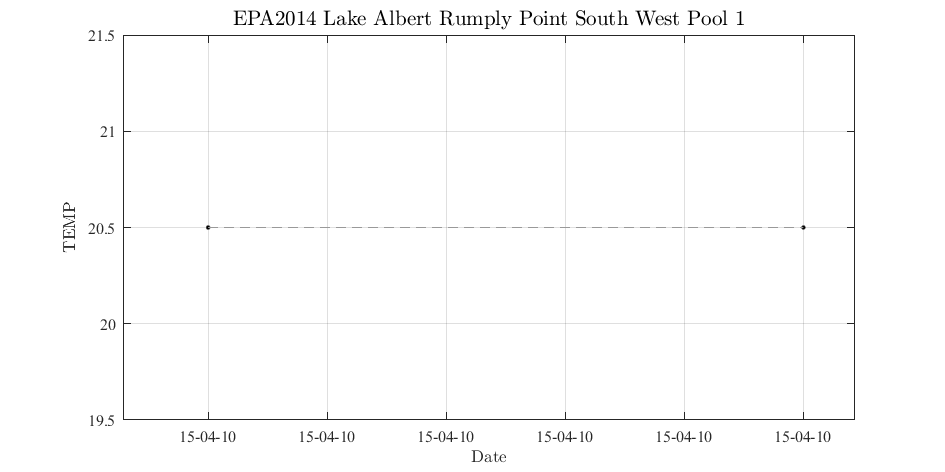 EPA2014 Lake Albert Rumply Point South West Pool 1
21.5
21
20.5
20
19.5
TEMP
15-04-10 15-04-10 15-04-10 15-04-10 15-04-10 15-04-10
Date